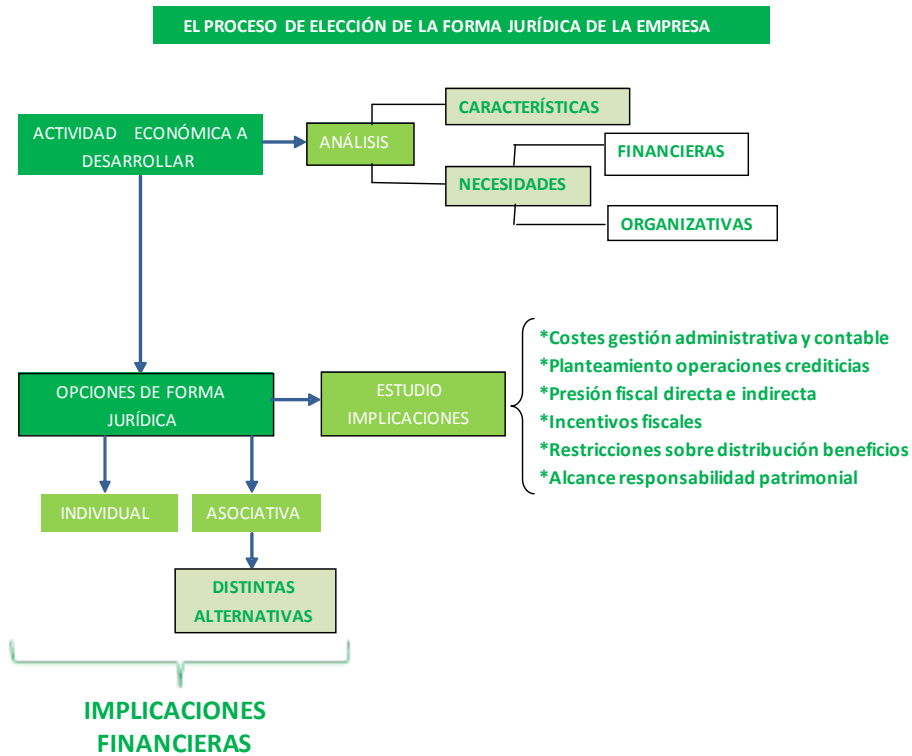 EL PROCESO DE ELECCIÓN DE LA FORMA JURÍDICA DE LA EMPRESA
ACTIVIDAD ECONÓMICA A
DESARROLLAR
ANÁLISIS
CARACTERÍSTÍCAS
NECESIDADES
FINANCIERAS
ORGANIZATIVAS
OPCIONES DE FORMA
JURÍDICA
ESTUDIO
IMPLICACIONES
*Costes gestión administrativa y contable
*Planteamiento operaciones crediticias
*Presión fiscal directa e indirecta
*Incentivos fiscales
*Restricciones sobre distribución beneficios
*Alcance responsabilidad patrimonial
INDIVIDUAL
ASOCIATIVA
DISTINTAS
ALTERNATIVAS
IMPLICACIONES
FINANCIERAS